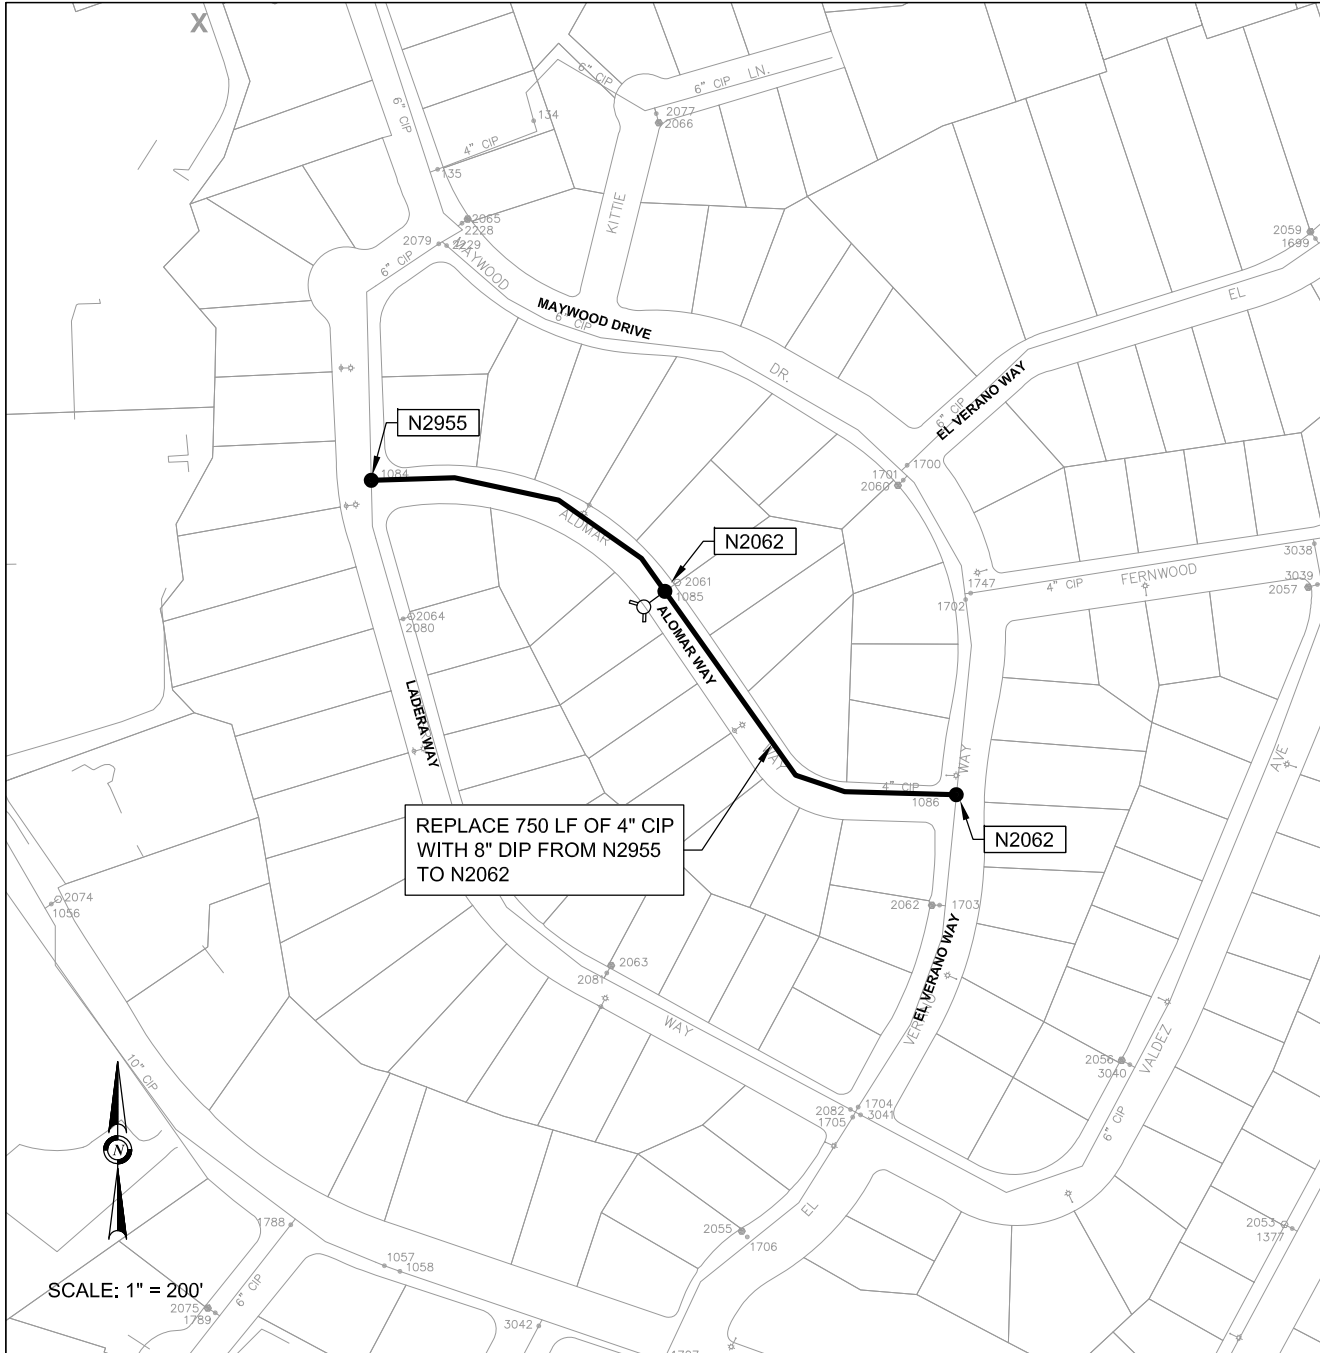 X
6" CIP
6" CIP
6" CIP LN.
2077
2066
134
4" CIP
135
KITTIE
2065
2228
2079
2229
MAYWOOD
6" CIP
2059
1699
EL
MAYWOOD DRIVE
6" CIP
DR.
6" CIP
EL VERANO WAY
N2955
1084
1700
1701
2060
ALOMAR
N2062
2061
1085
ALOMAR WAY
3038
3039
2057
1747
1702
4" CIP
FERNWOOD
2064
2080
LADERA WAY
WAY
WAY
AVE
4" CIP
1086
N2062
REPLACE 750 LF OF 4" CIP
WITH 8" DIP FROM N2955
TO N2062
2074
1056
2062
1703
EL VERANO WAY
VERANO
2063
2081
WAY
10" CIP
2056
3040
VALDEZ
6" CIP
2082
1704
1705
3041
N
EL
2055
1706
2053
1377
1788
1057
1058
6" CIP
SCALE: 1" = 200'
2075
1789
3042